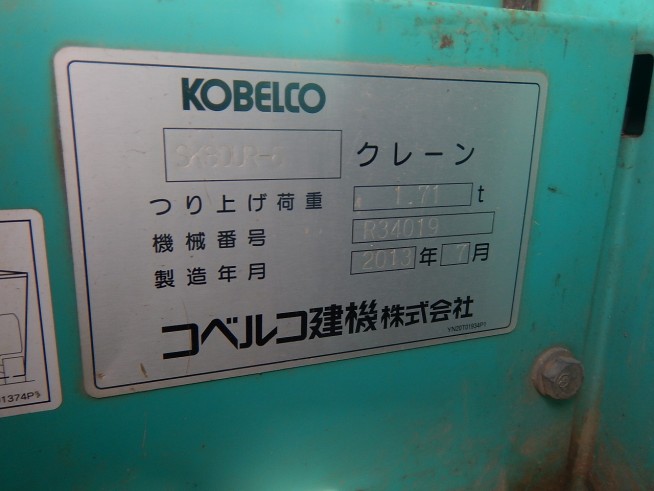 KOBELCO
クレーン
つり上げ荷重 1.71 t
機械番号 R34019
製造年月 2013 年 7 月
コベルコ建機株式会社